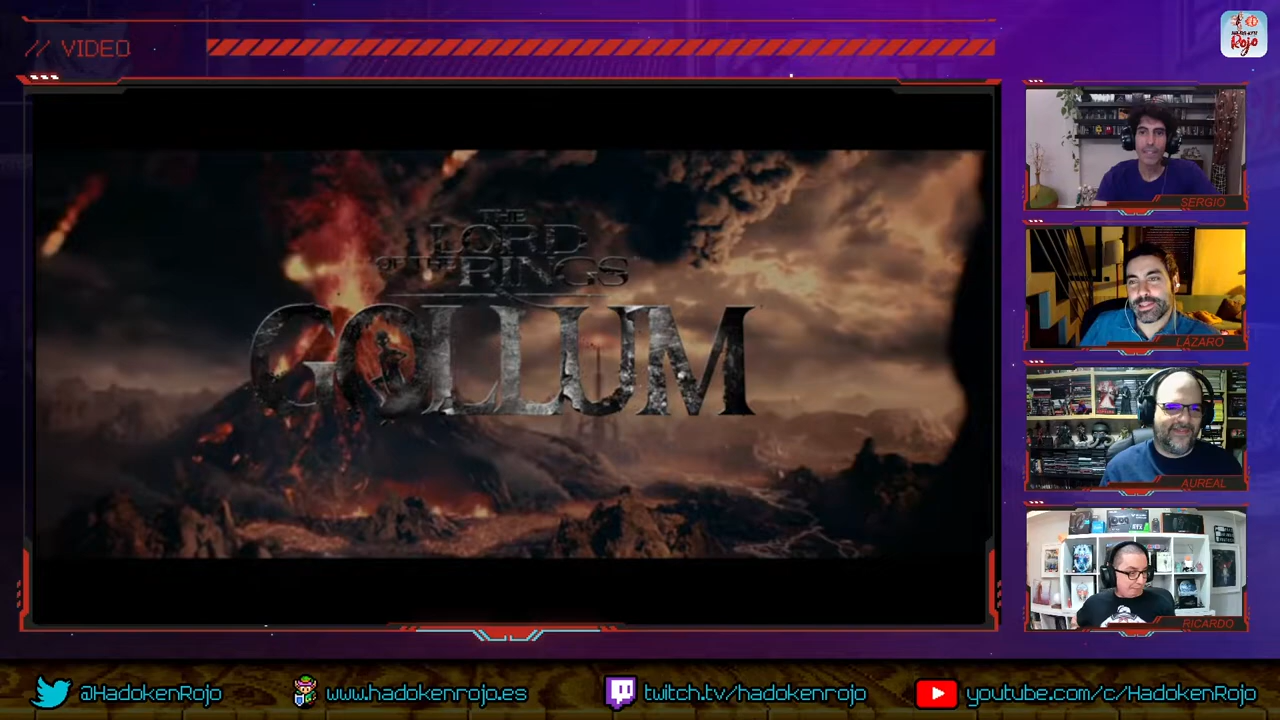 // VIDEO
Rojo
THE
LORD
OF THE RINGS
GOLLUM
SERGIO
LÁZARO
AUREAL
RICARDO
@HadokenRojo
www.hadokenrojo.es
twitch.tv/hadokenrojo
youtube.com/c/HadokenRojo